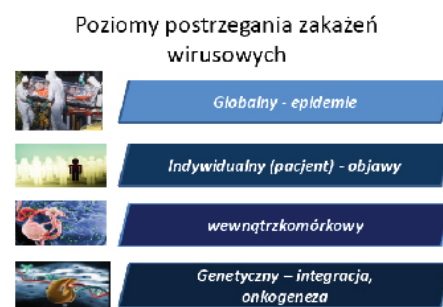 Poziomy postrzegania zakażeń
wirusowych
Globalny - epidemie
Indywidualny (pacjent) - objawy
wewnątrzkomórkowy
Genetyczny – integracja,
onkogeneza